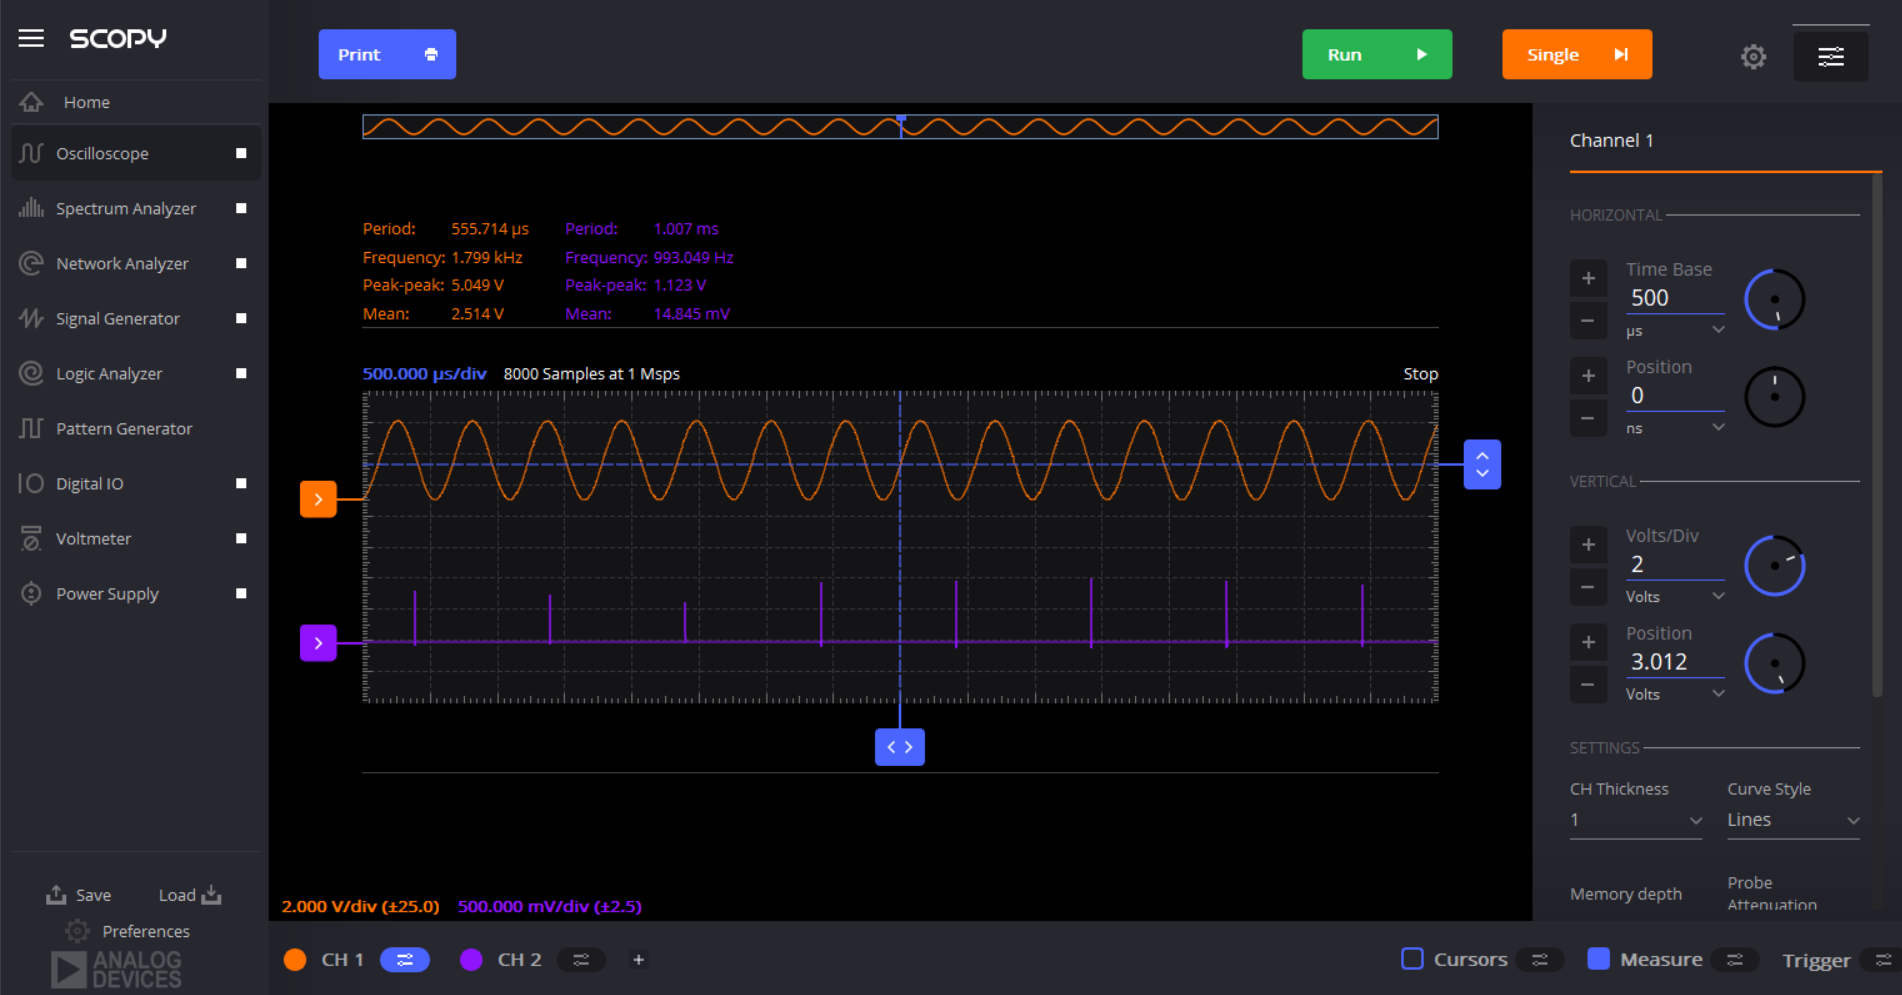 SCOPY
Print
Run
Single
Home
Oscilloscope
Spectrum Analyzer
Network Analyzer
Signal Generator
Logic Analyzer
Pattern Generator
Digital IO
Voltmeter
Power Supply
Save Load
Preferences
ANALOG
DEVICES
Period: 555.714 µs Period: 1.007 ms
Frequency: 1.799 kHz Frequency: 993.049 Hz
Peak-peak: 5.049 V Peak-peak: 1.123 V
Mean: 2.514 V Mean: 14.845 mV
500.000 µs/div 8000 Samples at 1 Msps Stop
2.000 V/div (±25.0) 500.000 mV/div (±2.5)
CH 1 CH 2 + Cursors Measure Trigger
Channel 1
HORIZONTAL
Time Base
+ 500
− µs
Position
+ 0
− ns
VERTICAL
Volts/Div
+ 2
− Volts
Position
+ 3.012
− Volts
SETTINGS
CH Thickness Curve Style
1 Lines
Memory depth Probe
Attenuation